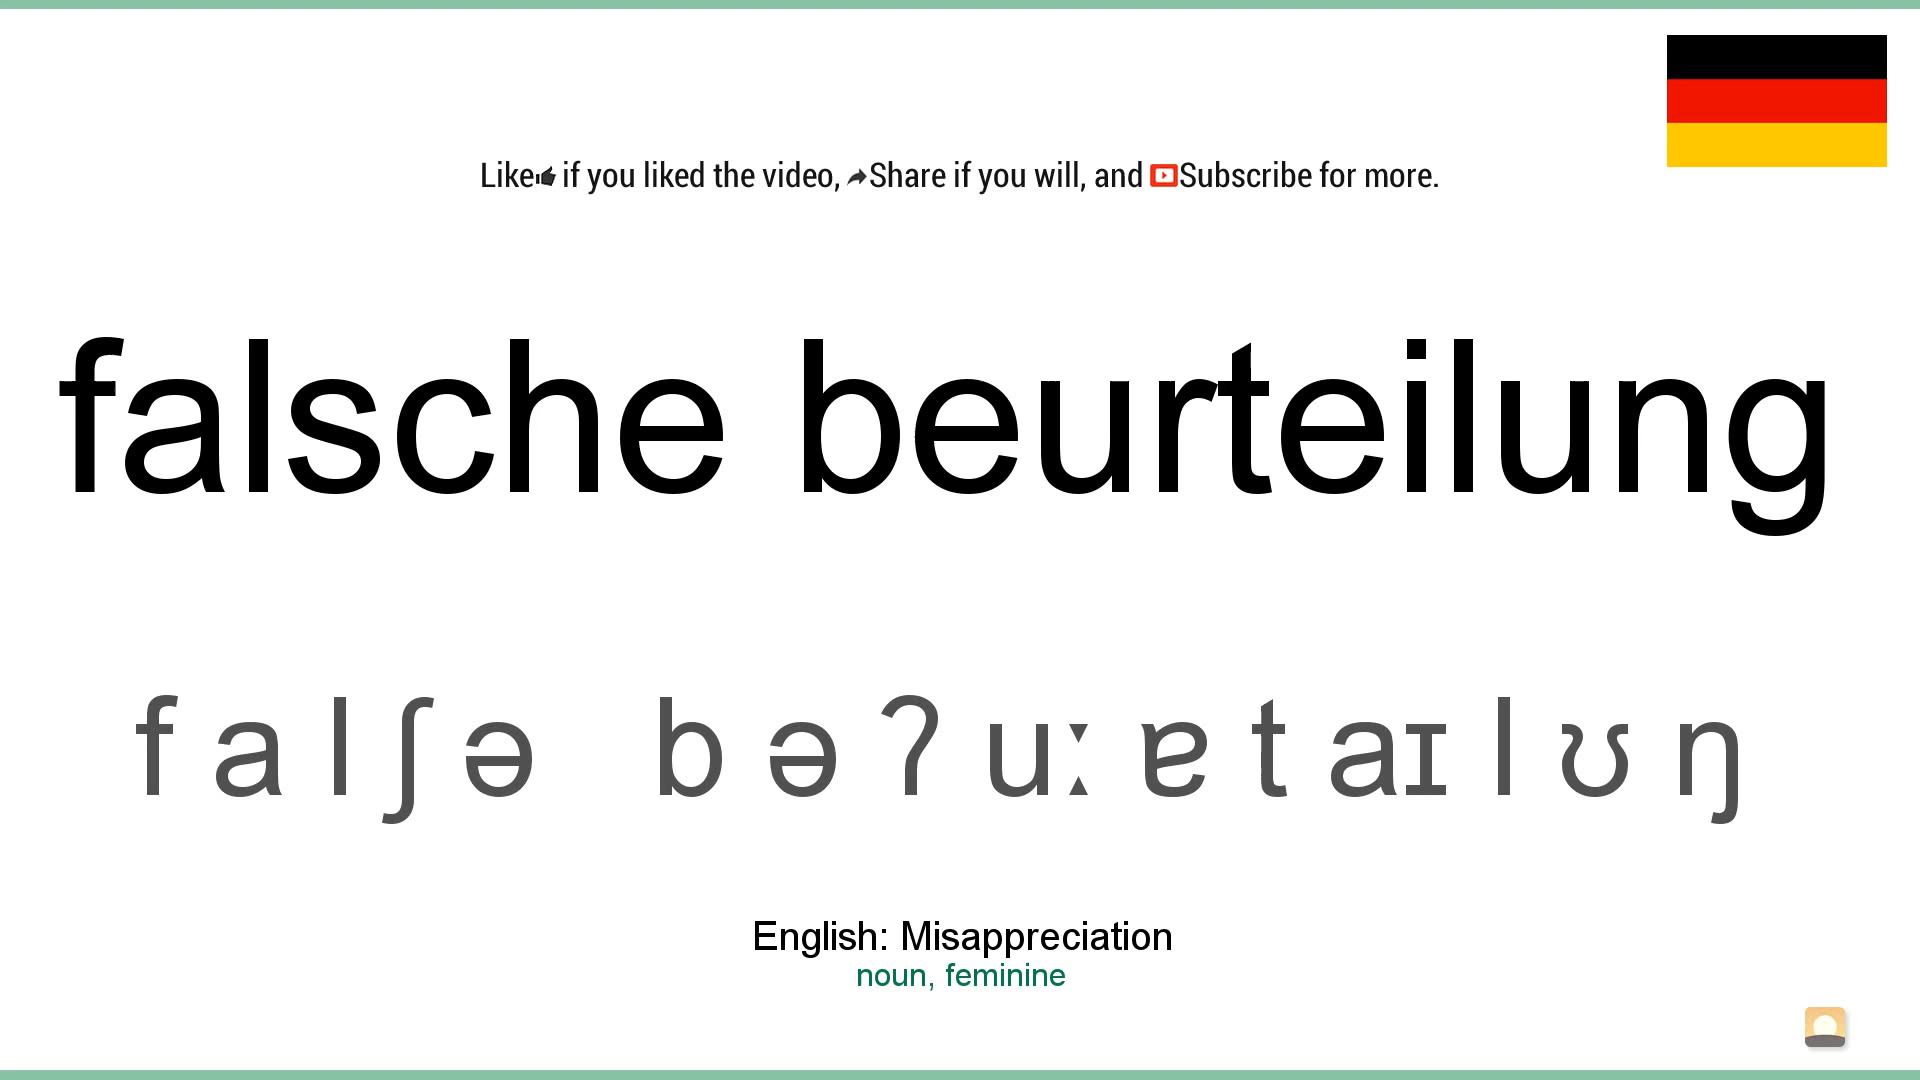 Like if you liked the video, Share if you will, and Subscribe for more.
falsche beurteilung
f a l ʃ ə b ə ʔ uː ɐ t aɪ l ʊ ŋ
English: Misappreciation
noun, feminine